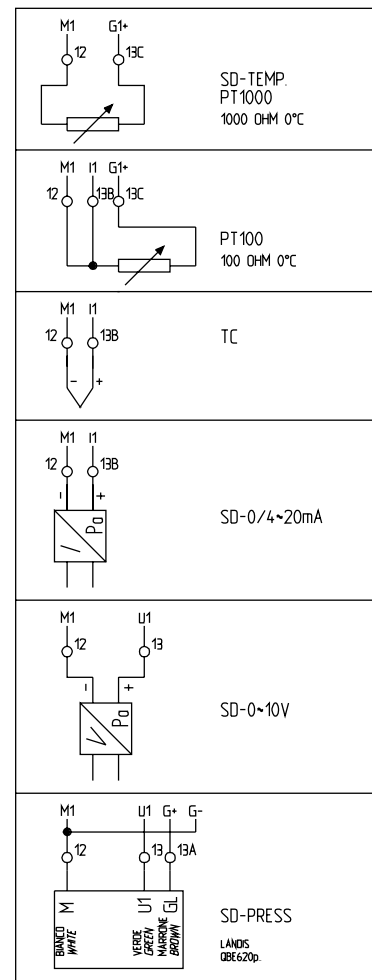 M1 G1+
12 13C
SD-TEMP.
PT1000
1000 OHM 0°C
M1 I1 G1+
12 13B 13C
PT100
100 OHM 0°C
M1 I1
12 13B
- +
TC
M1 I1
12 13B
- +
I Pa
SD-0/4~20mA
M1 U1
12 13
- +
V Pa
SD-0~10V
M1 U1 G+ G-
12 13 13A
M U1 GL
BIANCO
WHITE
VERDE
GREEN
MARRONE
BROWN
SD-PRESS
LANDIS
QBE620p.